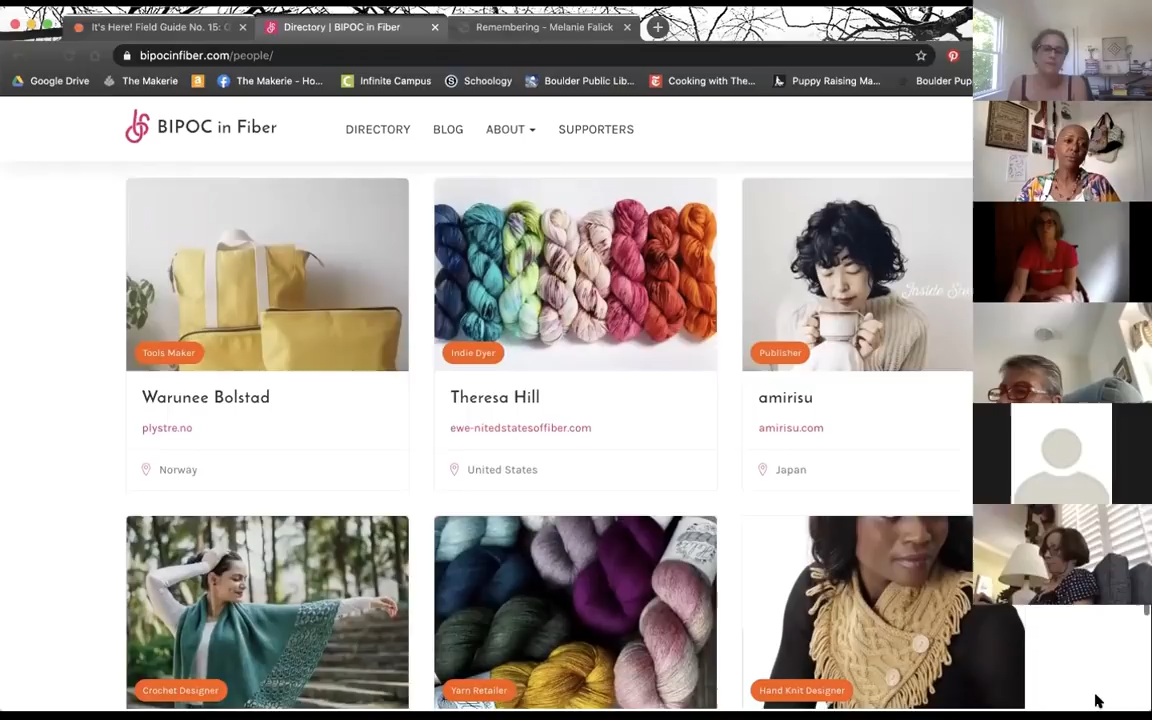 It's Here! Field Guide No. 15:
Directory | BIPOC in Fiber
Remembering - Melanie Falick
bipocinfiber.com/people/
Google Drive
The Makerie
The Makerie - Ho...
Infinite Campus
Schoology
Boulder Public Lib...
Cooking with The...
Puppy Raising Ma...
Boulder Pup
BIPOC in Fiber
DIRECTORY
BLOG
ABOUT
SUPPORTERS
Inside
Tools Maker
Indie Dyer
Publisher
Warunee Bolstad
Theresa Hill
amirisu
plystre.no
ewe-nitedstatesoffiber.com
amirisu.com
Norway
United States
Japan
Crochet Designer
Yarn Retailer
Hand Knit Designer